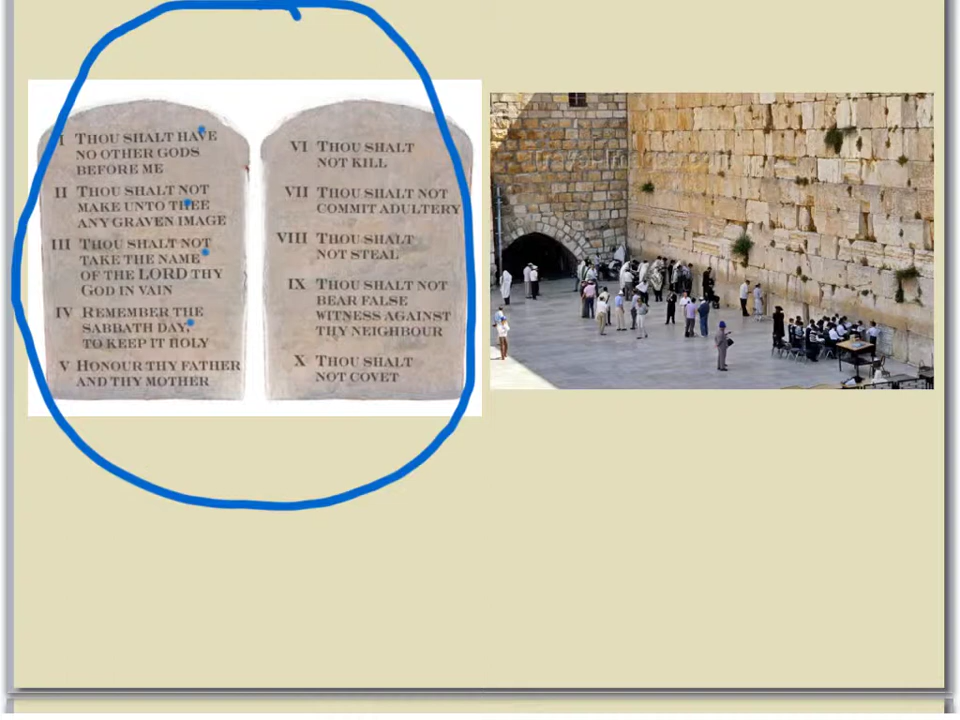 I THOU SHALT HAVE
NO OTHER GODS
BEFORE ME
II THOU SHALT NOT
MAKE UNTO THEE
ANY GRAVEN IMAGE
III THOU SHALT NOT
TAKE THE NAME
OF THE LORD THY
GOD IN VAIN
IV REMEMBER THE
SABBATH DAY,
TO KEEP IT HOLY
V HONOUR THY FATHER
AND THY MOTHER
VI THOU SHALT
NOT KILL
VII THOU SHALT NOT
COMMIT ADULTERY
VIII THOU SHALT
NOT STEAL
IX THOU SHALT NOT
BEAR FALSE
WITNESS AGAINST
THY NEIGHBOUR
X THOU SHALT
NOT COVET